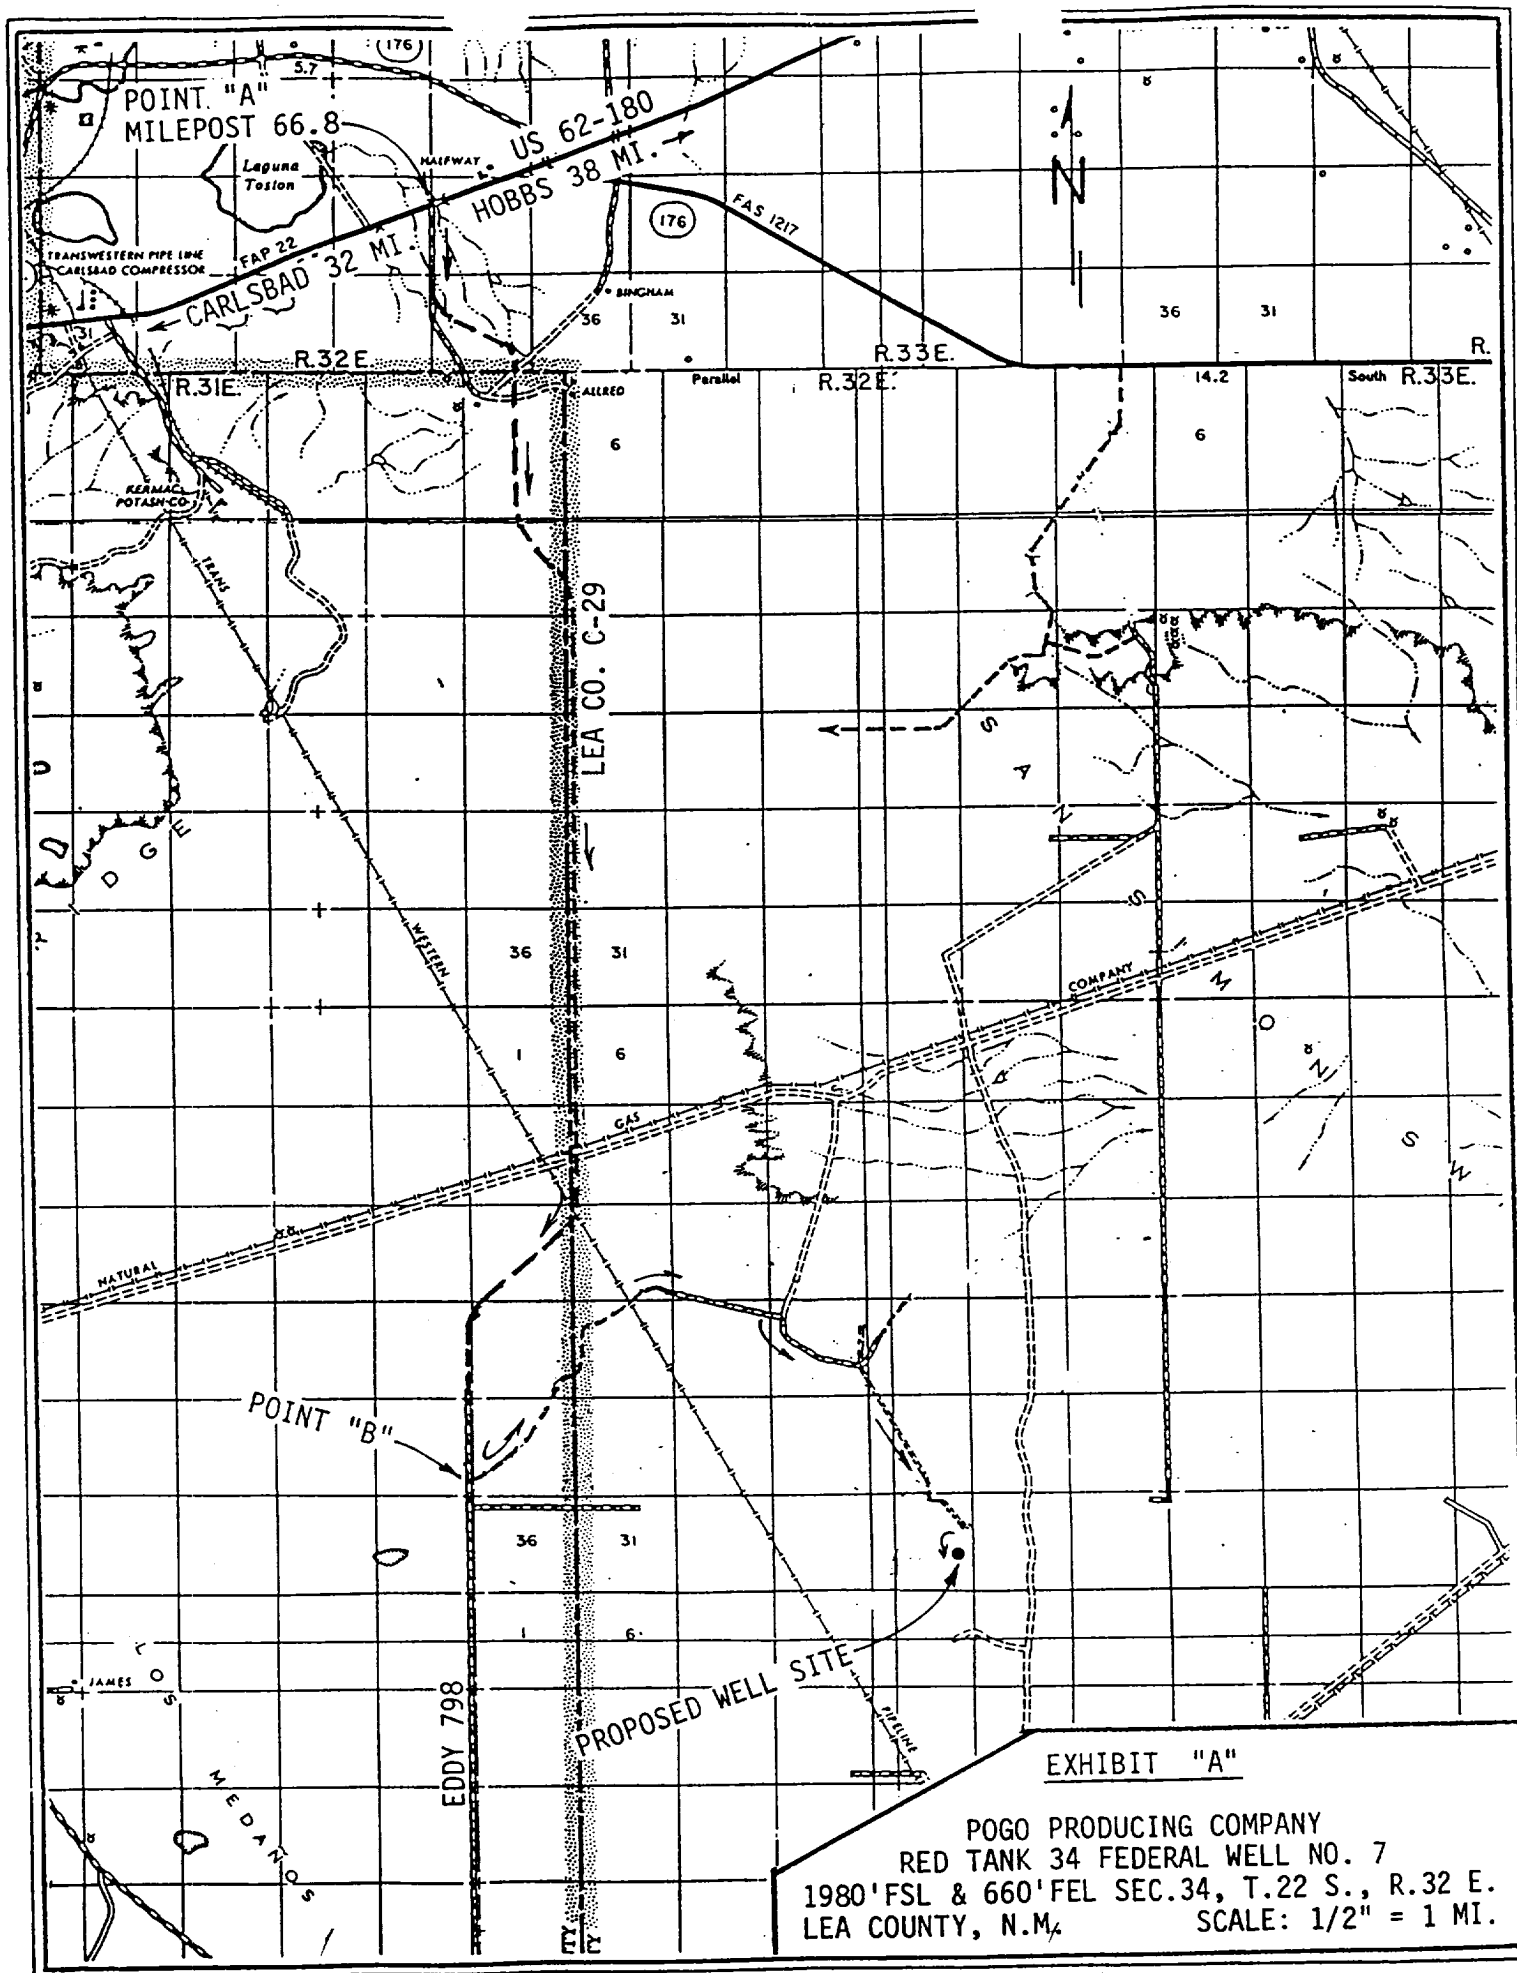 176
5.7
POINT "A"
MILEPOST 66.8
US 62-180
HALFWAY
HOBBS 38 MI.
Laguna
Toston
176
FAS 1217
N
TRANSWESTERN PIPE LINE
CARLSBAD COMPRESSOR
FAP 22
CARLSBAD 32 MI.
BINGHAM
31
36
31
36
31
R.32E
R.33E.
R.
R.31E.
ALLRED
Parallel
R.32E.
14.2
South
R.33E.
6
6
KERMAC
POTASH CO
TRANS
LEA CO. C-29
S A N S I M O N S W
U
D
D G E
WESTERN
36
31
COMPANY
1
6
GAS
NATURAL
POINT "B"
36
31
1
6
JAMES
LOS
MEDANOS
EDDY 798
PROPOSED WELL SITE
PIPELINE
EXHIBIT "A"
POGO PRODUCING COMPANY
RED TANK 34 FEDERAL WELL NO. 7
1980'FSL & 660'FEL SEC.34, T.22 S., R.32 E.
LEA COUNTY, N.M.
SCALE: 1/2" = 1 MI.